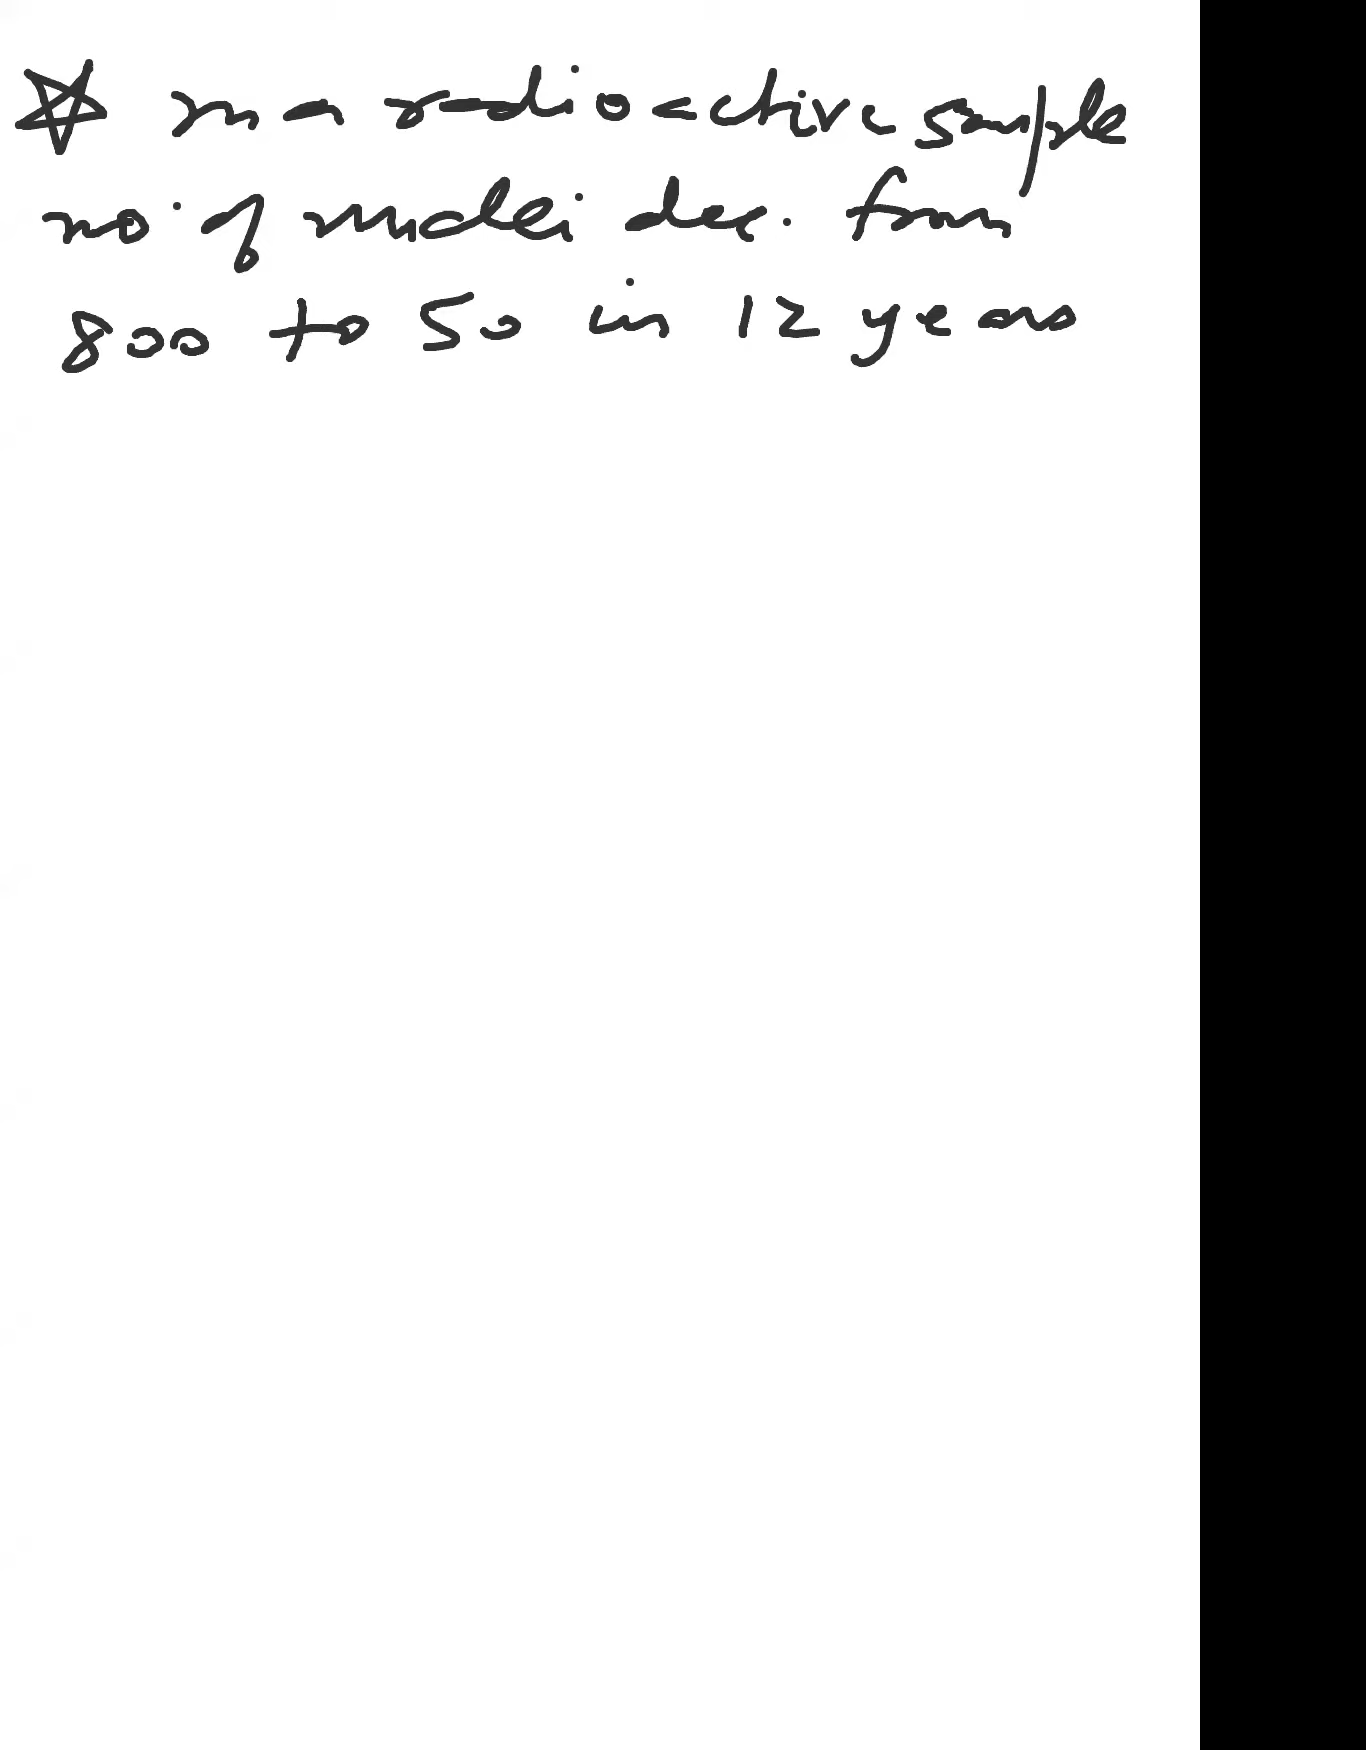 In a radioactive sample
no. of nuclei dec. from
800 to 50 in 12 years